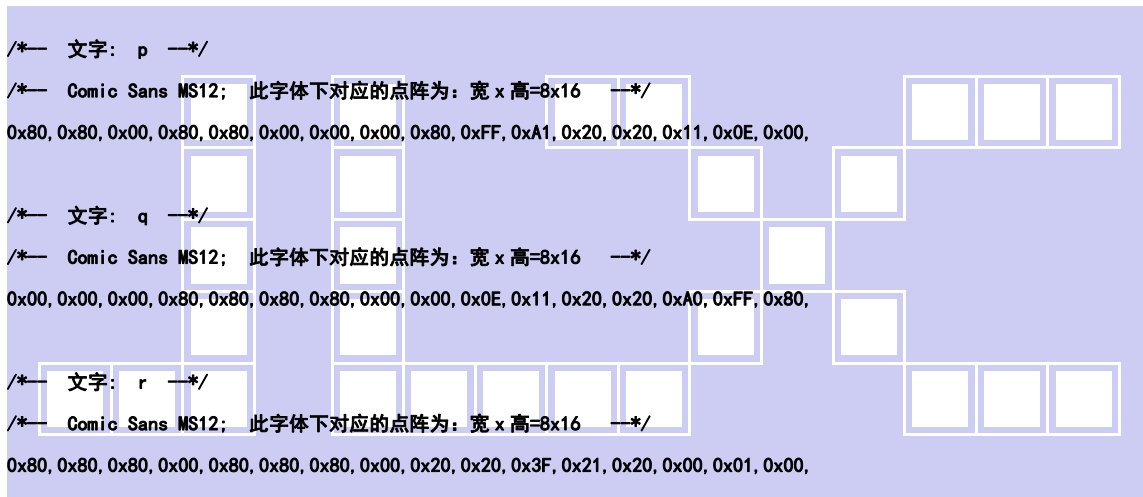 /*--  文字:  p  --*/
/*--  Comic Sans MS12;  此字体下对应的点阵为：宽x高=8x16   --*/
0x80,0x80,0x00,0x80,0x80,0x00,0x00,0x00,0x80,0xFF,0xA1,0x20,0x20,0x11,0x0E,0x00,
/*--  文字:  q  --*/
/*--  Comic Sans MS12;  此字体下对应的点阵为：宽x高=8x16   --*/
0x00,0x00,0x00,0x80,0x80,0x80,0x80,0x00,0x00,0x0E,0x11,0x20,0x20,0xA0,0xFF,0x80,
/*--  文字:  r  --*/
/*--  Comic Sans MS12;  此字体下对应的点阵为：宽x高=8x16   --*/
0x80,0x80,0x80,0x00,0x80,0x80,0x80,0x00,0x20,0x20,0x3F,0x21,0x20,0x00,0x01,0x00,